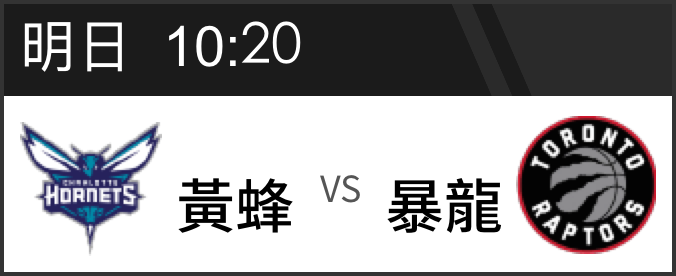 明日 10:20
CHARLOTTE
HORNETS
黃蜂 VS 暴龍
TORONTO
RAPTORS